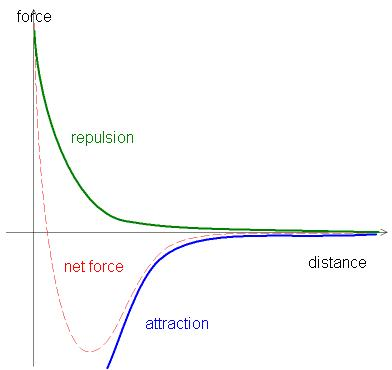 force
repulsion
net force
distance
attraction